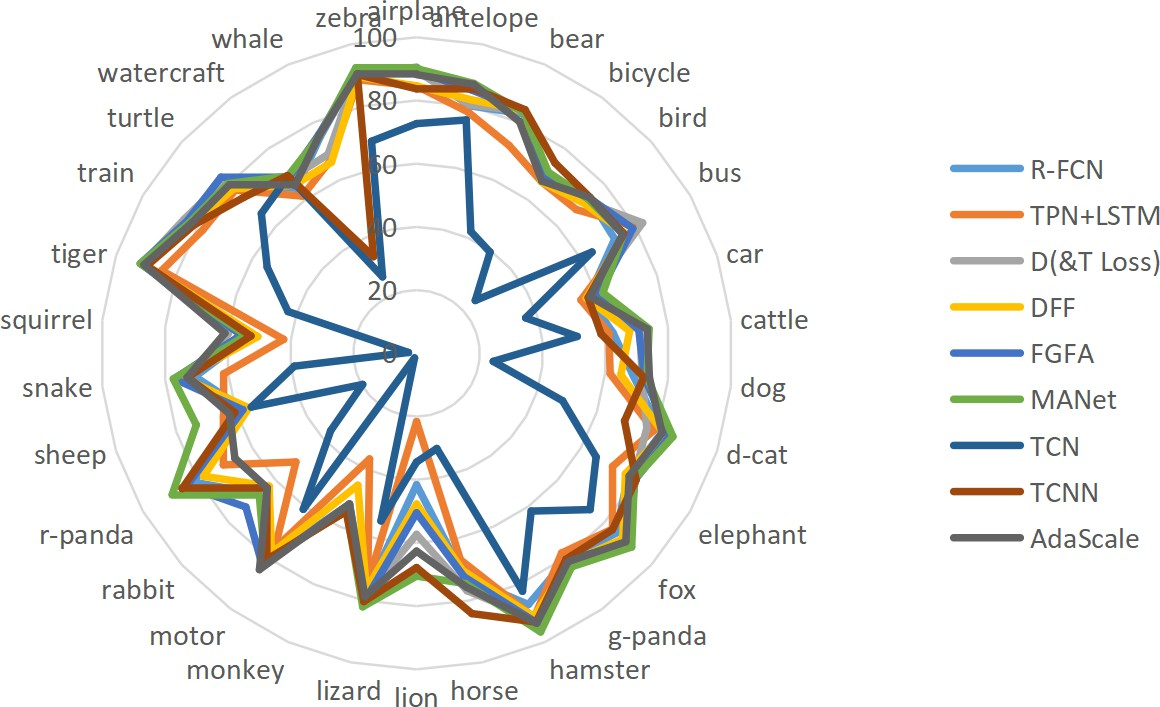 airplane
antelope
bear
bicycle
bird
bus
car
cattle
dog
d-cat
elephant
fox
g-panda
hamster
horse
lion
lizard
monkey
motor
rabbit
r-panda
sheep
snake
squirrel
tiger
train
turtle
watercraft
whale
zebra
100
80
60
40
20
0
R-FCN
TPN+LSTM
D(&T Loss)
DFF
FGFA
MANet
TCN
TCNN
AdaScale